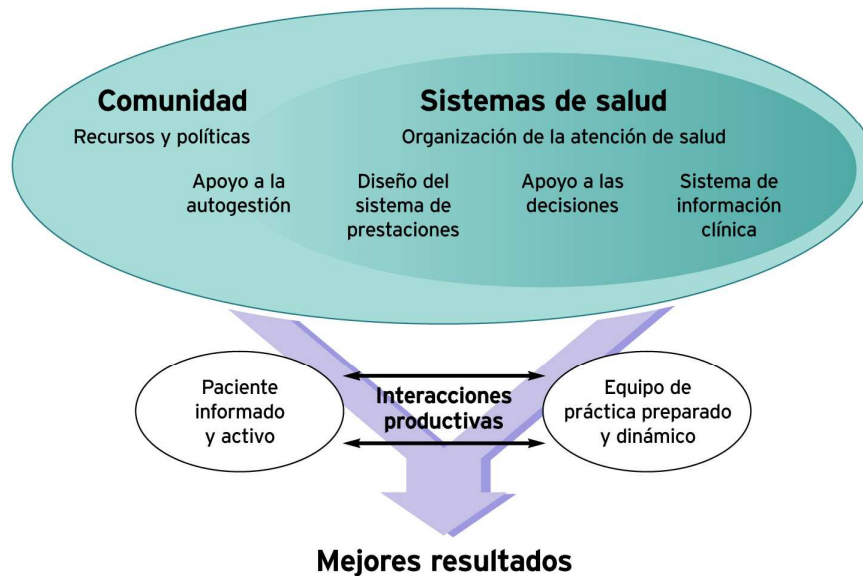 Comunidad
Recursos y políticas
Sistemas de salud
Organización de la atención de salud
Apoyo a la
autogestión
Diseño del
sistema de
prestaciones
Apoyo a las
decisiones
Sistema de
información
clínica
Paciente
informado
y activo
Interacciones
productivas
Equipo de
práctica preparado
y dinámico
Mejores resultados